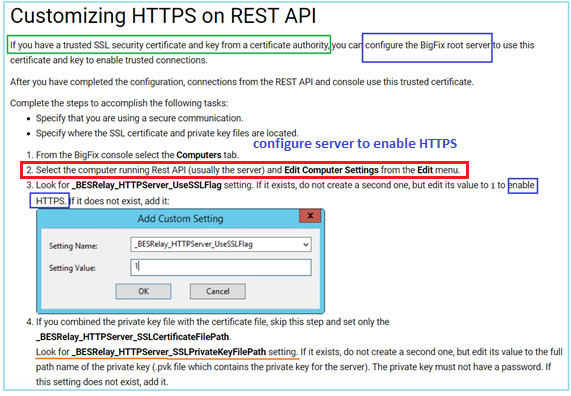 Customizing HTTPS on REST API
If you have a trusted SSL security certificate and key from a certificate authority, you can configure the BigFix root server to use this
certificate and key to enable trusted connections.
After you have completed the configuration, connections from the REST API and console use this trusted certificate.
Complete the steps to accomplish the following tasks:
• Specify that you are using a secure communication.
• Specify where the SSL certificate and private key files are located.
configure server to enable HTTPS
1. From the BigFix console select the Computers tab.
2. Select the computer running Rest API (usually the server) and Edit Computer Settings from the Edit menu.
3. Look for _BESRelay_HTTPServer_UseSSLFlag setting. If it exists, do not create a second one, but edit its value to 1 to enable
HTTPS. If it does not exist, add it:
Add Custom Setting
x
Setting Name: _BESRelay_HTTPServer_UseSSLFlag
Setting Value: 1
OK Cancel
4. If you combined the private key file with the certificate file, skip this step and set only the
_BESRelay_HTTPServer_SSLCertificateFilePath.
Look for _BESRelay_HTTPServer_SSLPrivateKeyFilePath setting. If it exists, do not create a second one, but edit its value to the full
path name of the private key (.pvk file which contains the private key for the server). The private key must not have a password. If
this setting does not exist, add it.